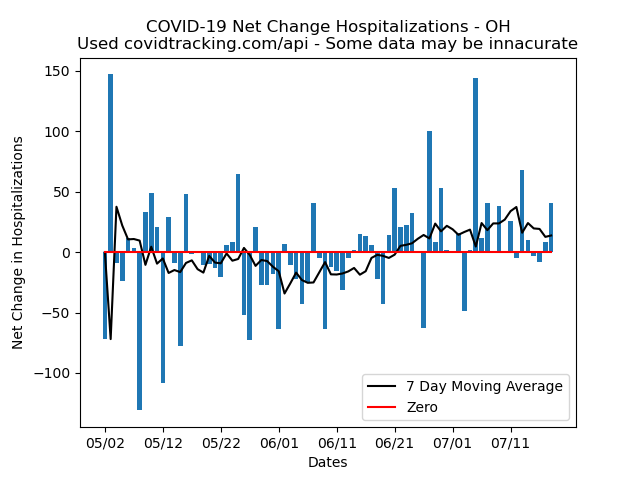 COVID-19 Net Change Hospitalizations - OH
Used covidtracking.com/api - Some data may be innacurate
Net Change in Hospitalizations
150
100
50
0
−50
−100
7 Day Moving Average
Zero
05/02 05/12 05/22 06/01 06/11 06/21 07/01 07/11
Dates